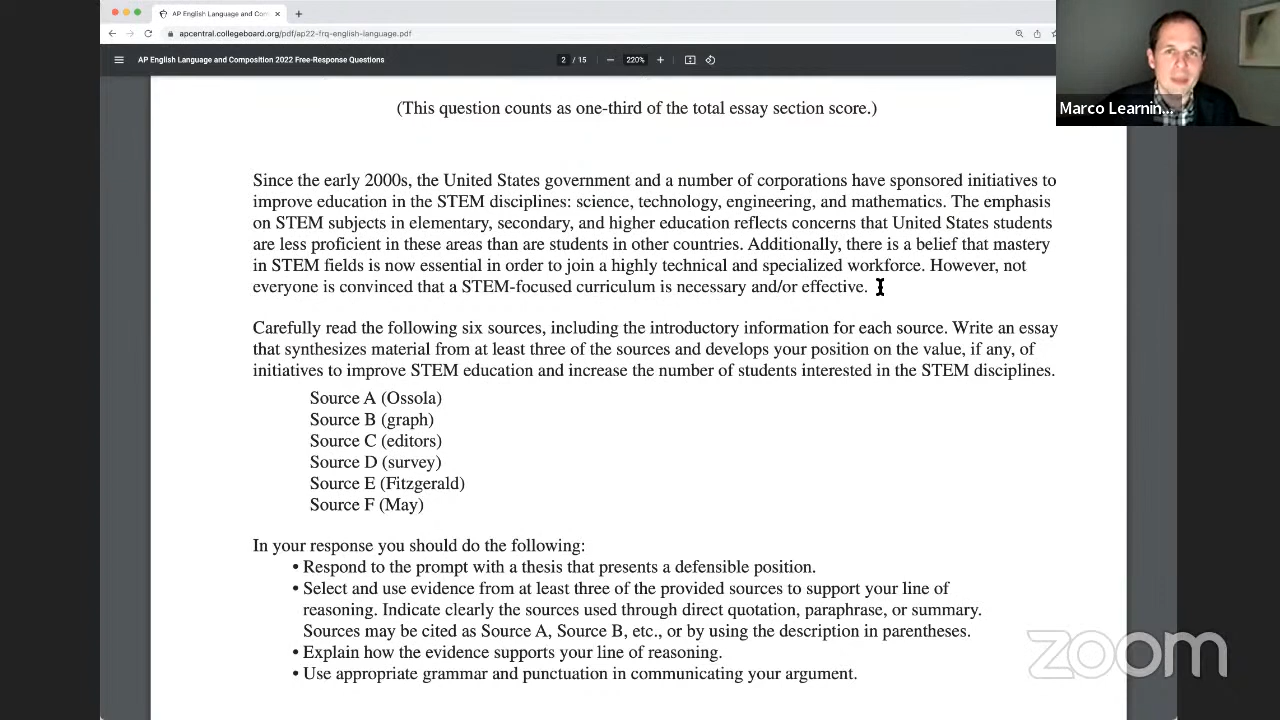 AP English Language and Com
apcentral.collegeboard.org/pdf/ap22-frq-english-language.pdf
AP English Language and Composition 2022 Free-Response Questions
2 / 15
220%
Marco Learnin...
(This question counts as one-third of the total essay section score.)
Since the early 2000s, the United States government and a number of corporations have sponsored initiatives to
improve education in the STEM disciplines: science, technology, engineering, and mathematics. The emphasis
on STEM subjects in elementary, secondary, and higher education reflects concerns that United States students
are less proficient in these areas than are students in other countries. Additionally, there is a belief that mastery
in STEM fields is now essential in order to join a highly technical and specialized workforce. However, not
everyone is convinced that a STEM-focused curriculum is necessary and/or effective.
Carefully read the following six sources, including the introductory information for each source. Write an essay
that synthesizes material from at least three of the sources and develops your position on the value, if any, of
initiatives to improve STEM education and increase the number of students interested in the STEM disciplines.
Source A (Ossola)
Source B (graph)
Source C (editors)
Source D (survey)
Source E (Fitzgerald)
Source F (May)
In your response you should do the following:
• Respond to the prompt with a thesis that presents a defensible position.
• Select and use evidence from at least three of the provided sources to support your line of
reasoning. Indicate clearly the sources used through direct quotation, paraphrase, or summary.
Sources may be cited as Source A, Source B, etc., or by using the description in parentheses.
• Explain how the evidence supports your line of reasoning.
• Use appropriate grammar and punctuation in communicating your argument.
zoom